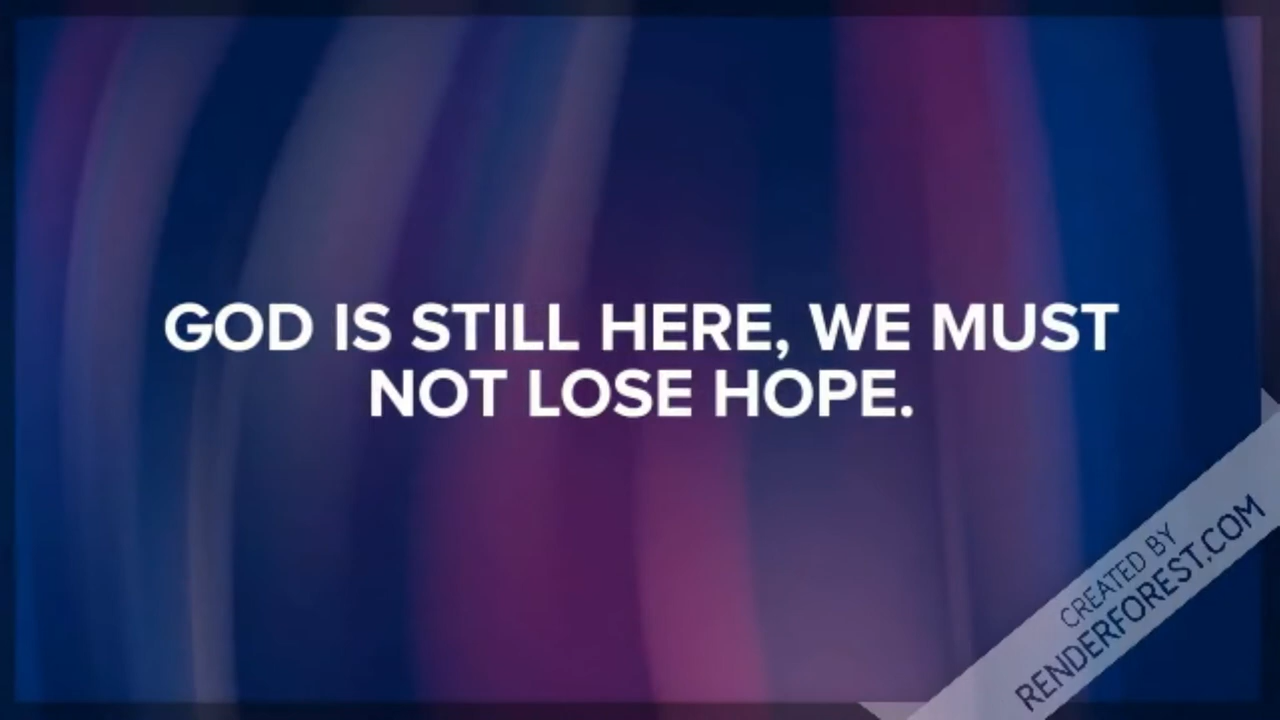 GOD IS STILL HERE, WE MUST
NOT LOSE HOPE.
CREATED BY
RENDERFOREST.COM